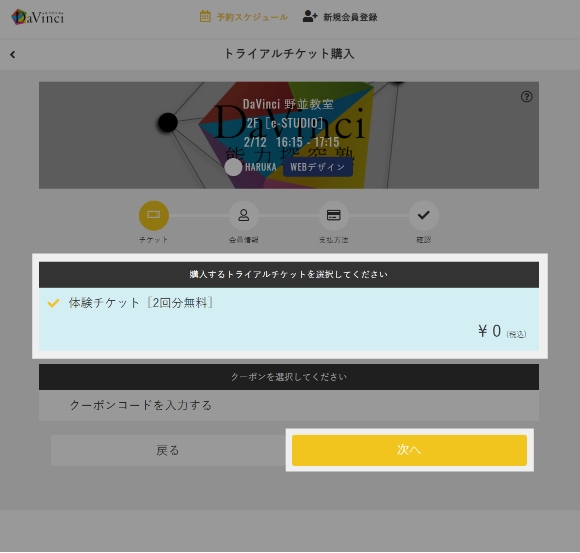 DaVinci
予約スケジュール
新規会員登録
トライアルチケット購入
DaVinci
能力探究塾
DaVinci 野並教室
2F［e-STUDIO］
2/12 16:15 - 17:15
HARUKA WEBデザイン
チケット 会員情報 支払方法 確認
購入するトライアルチケットを選択してください
体験チケット［2回分無料］
¥ 0 (税込)
クーポンを選択してください
クーポンコードを入力する
戻る
次へ